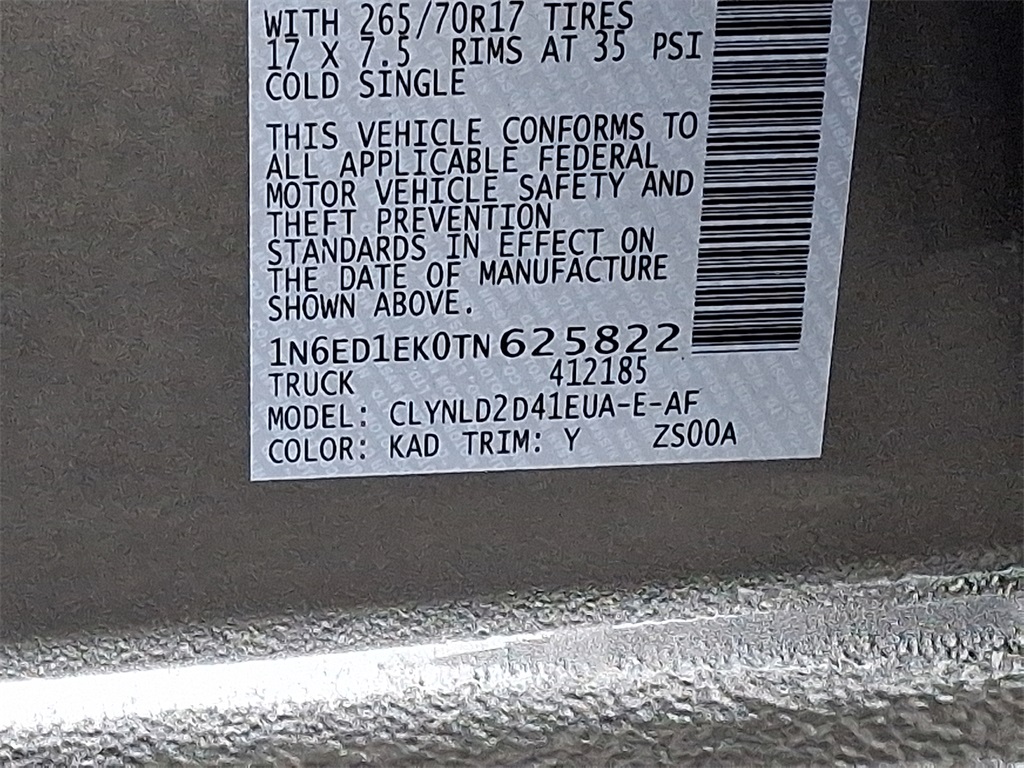 WITH 265/70R17 TIRES
17 X 7.5 RIMS AT 35 PSI
COLD SINGLE
THIS VEHICLE CONFORMS TO
ALL APPLICABLE FEDERAL
MOTOR VEHICLE SAFETY AND
THEFT PREVENTION
STANDARDS IN EFFECT ON
THE DATE OF MANUFACTURE
SHOWN ABOVE.
1N6ED1EK0TN625822
TRUCK 412185
MODEL: CLYNLD2D41EUA-E-AF
COLOR: KAD TRIM: Y ZS00A